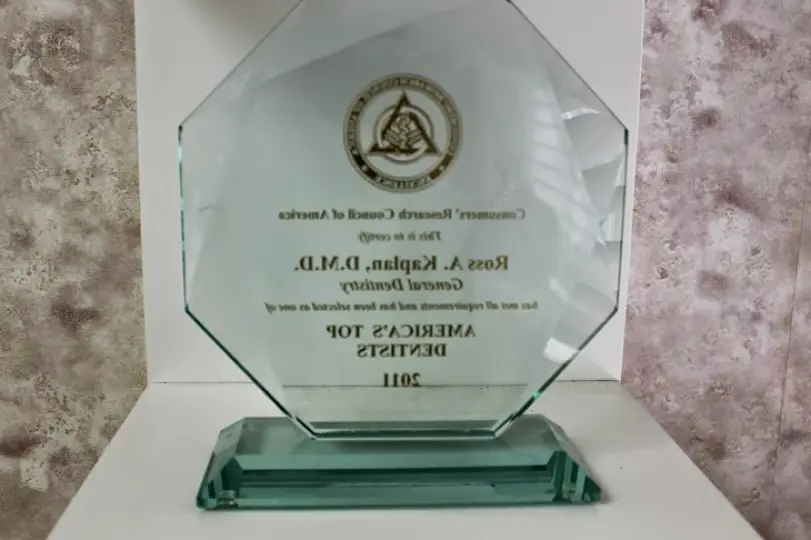 Consumers' Research Council of America
This is to certify
Ross A. Kaplan, D.M.D.
General Dentistry
has met all requirements and has been selected as one of
AMERICA'S TOP
DENTISTS
2011